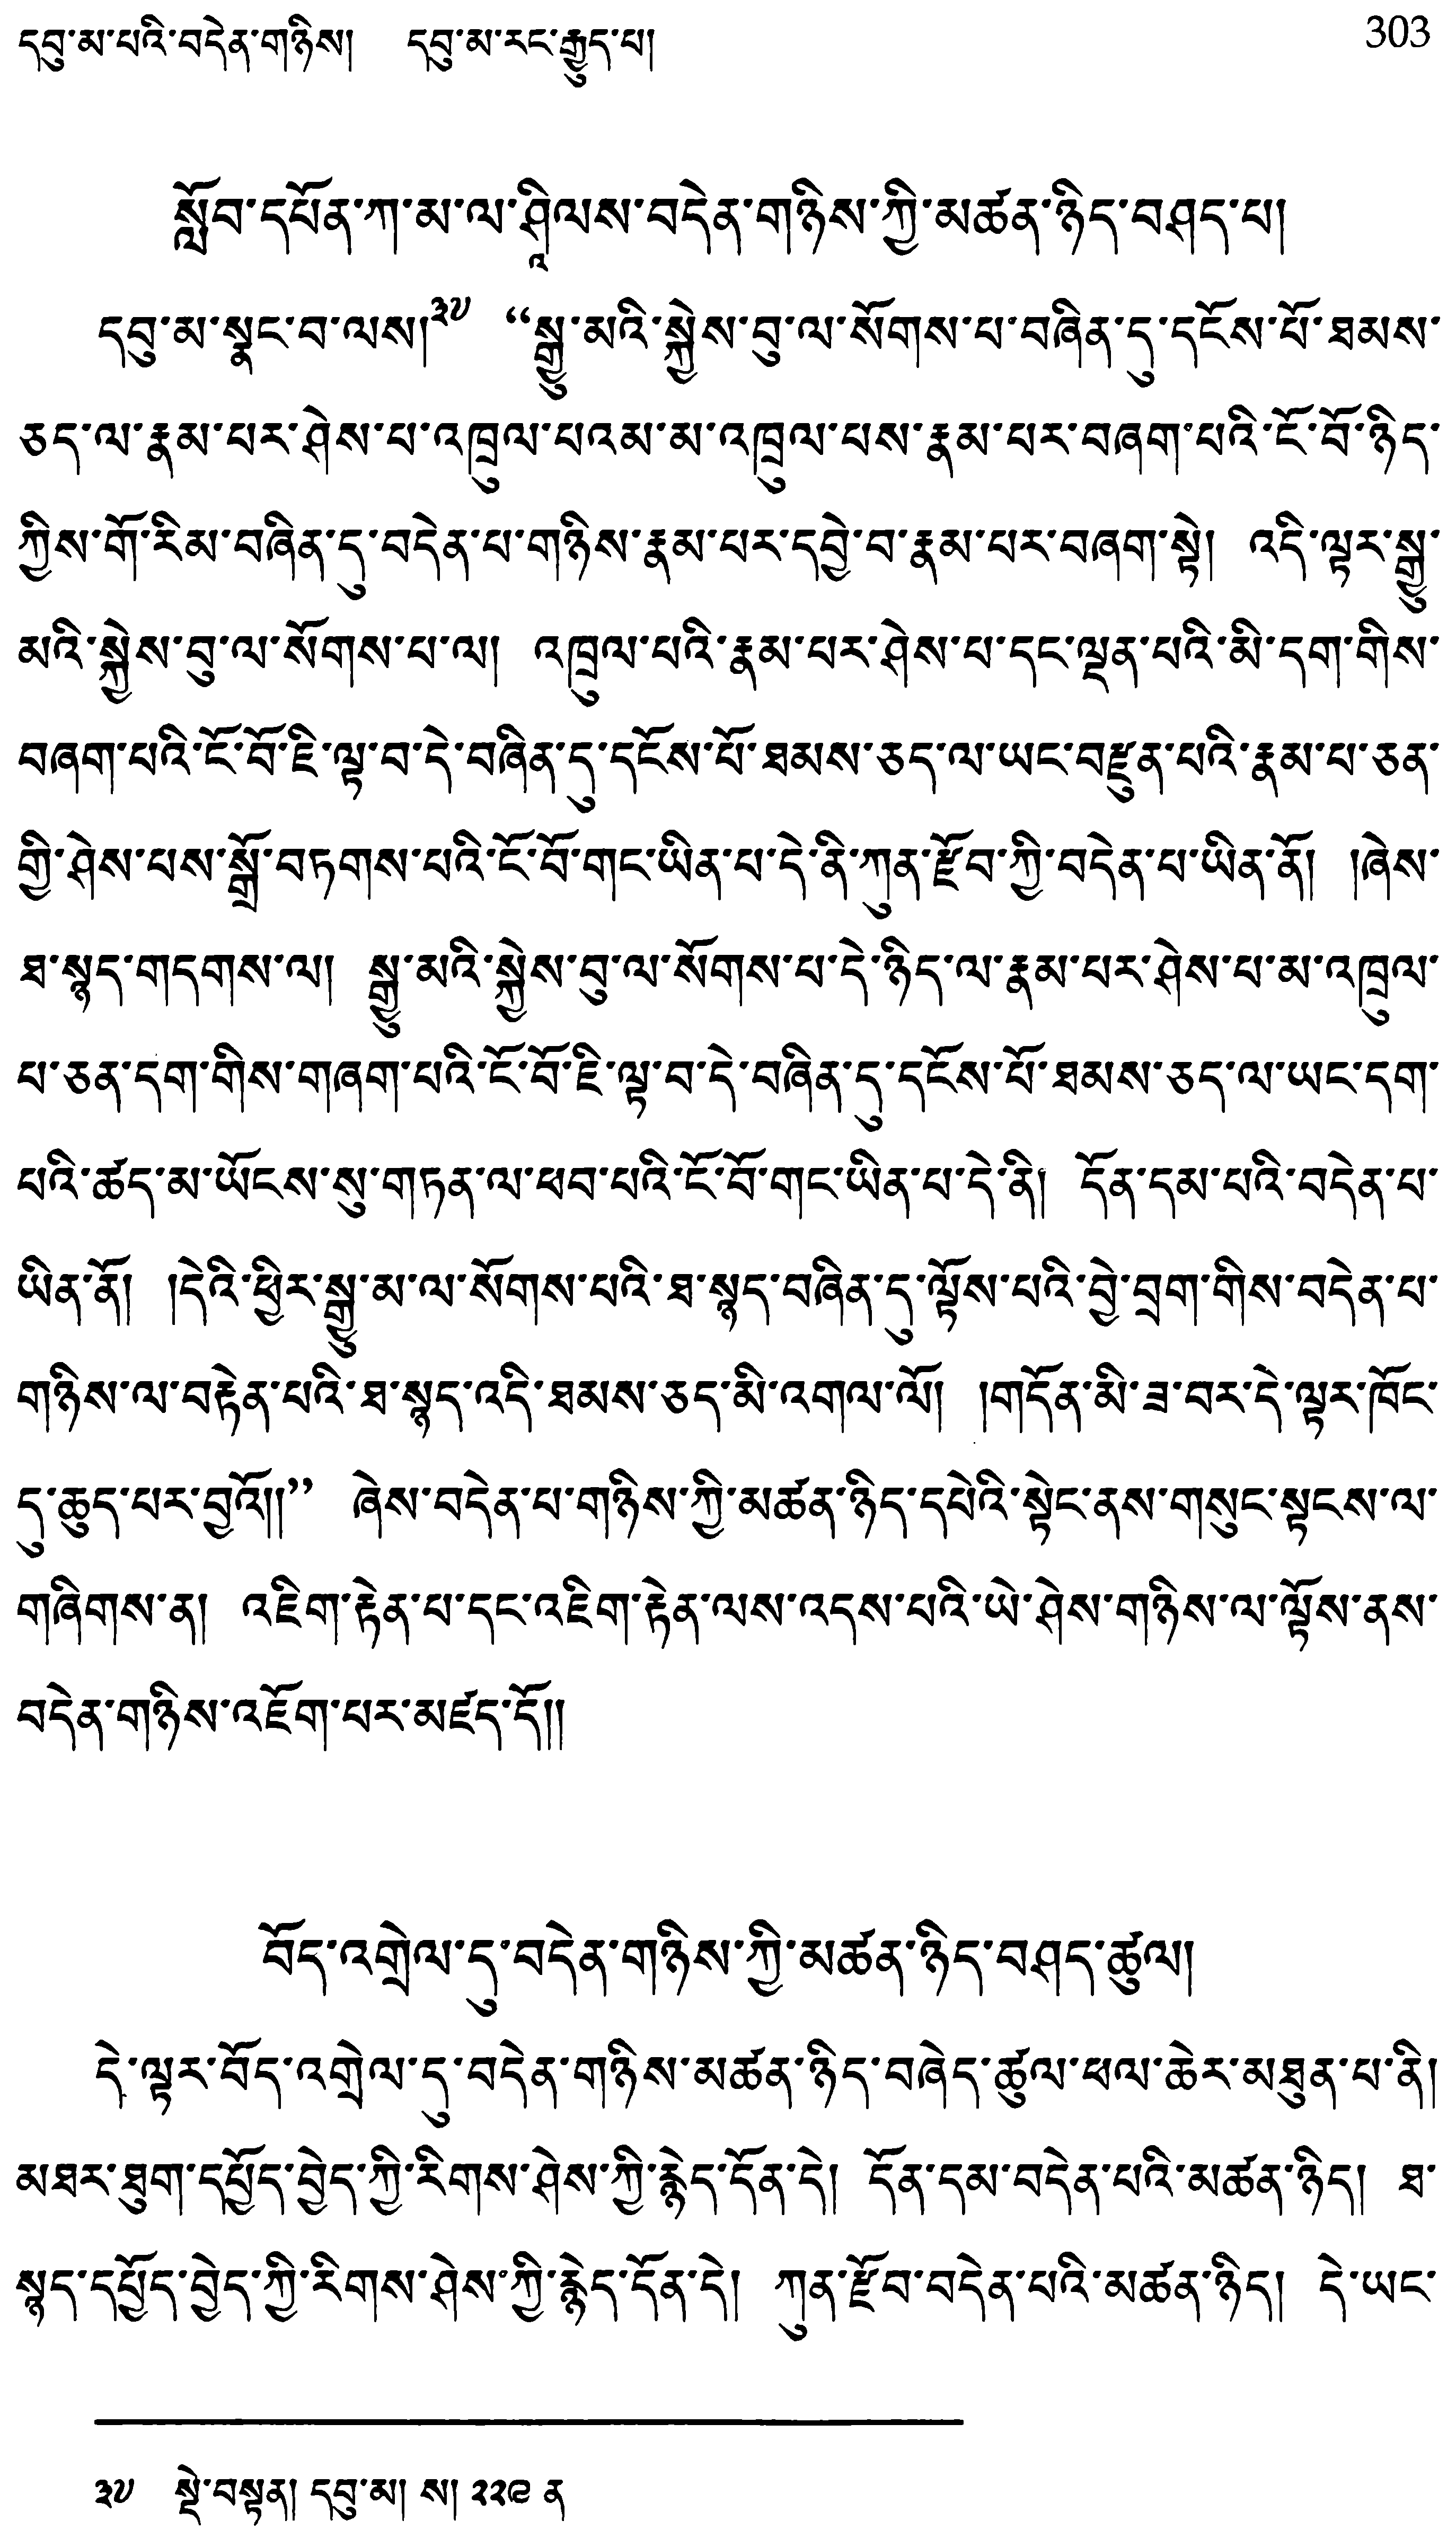 དབུ་མ་པའི་བདེན་གཉིས།    དབུ་མ་རང་རྒྱུད་པ།    303
སློབ་དཔོན་ཀ་མ་ལ་ཤཱིལས་བདེན་གཉིས་ཀྱི་མཚན་ཉིད་བཤད་པ།
དབུ་མ་སྣང་བ་ལས།༣༧ “སྒྱུ་མའི་སྐྱེས་བུ་ལ་སོགས་པ་བཞིན་དུ་དངོས་པོ་ཐམས་
ཅད་ལ་རྣམ་པར་ཤེས་པ་འཁྲུལ་པའམ་མ་འཁྲུལ་པས་རྣམ་པར་བཞག་པའི་ངོ་བོ་ཉིད་
ཀྱིས་གོ་རིམ་བཞིན་དུ་བདེན་པ་གཉིས་རྣམ་པར་དབྱེ་བ་རྣམ་པར་བཞག་སྟེ། འདི་ལྟར་སྒྱུ་
མའི་སྐྱེས་བུ་ལ་སོགས་པ་ལ། འཁྲུལ་པའི་རྣམ་པར་ཤེས་པ་དང་ལྡན་པའི་མི་དག་གིས་
བཞག་པའི་ངོ་བོ་ཇི་ལྟ་བ་དེ་བཞིན་དུ་དངོས་པོ་ཐམས་ཅད་ལ་ཡང་བརྫུན་པའི་རྣམ་པ་ཅན་
གྱི་ཤེས་པས་སྒྲོ་བཏགས་པའི་ངོ་བོ་གང་ཡིན་པ་དེ་ནི་ཀུན་རྫོབ་ཀྱི་བདེན་པ་ཡིན་ནོ། །ཞེས་
ཐ་སྙད་གདགས་ལ། སྒྱུ་མའི་སྐྱེས་བུ་ལ་སོགས་པ་དེ་ཉིད་ལ་རྣམ་པར་ཤེས་པ་མ་འཁྲུལ་
པ་ཅན་དག་གིས་གཞག་པའི་ངོ་བོ་ཇི་ལྟ་བ་དེ་བཞིན་དུ་དངོས་པོ་ཐམས་ཅད་ལ་ཡང་དག་
པའི་ཚད་མ་ཡོངས་སུ་གཏན་ལ་ཕབ་པའི་ངོ་བོ་གང་ཡིན་པ་དེ་ནི། དོན་དམ་པའི་བདེན་པ་
ཡིན་ནོ། །དེའི་ཕྱིར་སྒྱུ་མ་ལ་སོགས་པའི་ཐ་སྙད་བཞིན་དུ་ལྟོས་པའི་བྱེ་བྲག་གིས་བདེན་པ་
གཉིས་ལ་བརྟེན་པའི་ཐ་སྙད་འདི་ཐམས་ཅད་མི་འགལ་ལོ། །གདོན་མི་ཟ་བར་དེ་ལྟར་ཁོང་
དུ་ཆུད་པར་བྱའོ།།” ཞེས་བདེན་པ་གཉིས་ཀྱི་མཚན་ཉིད་དཔེའི་སྟེང་ནས་གསུང་སྟངས་ལ་
གཞིགས་ན། འཇིག་རྟེན་པ་དང་འཇིག་རྟེན་ལས་འདས་པའི་ཡེ་ཤེས་གཉིས་ལ་ལྟོས་ནས་
བདེན་གཉིས་འཇོག་པར་མཛད་དོ།།
བོད་འགྲེལ་དུ་བདེན་གཉིས་ཀྱི་མཚན་ཉིད་བཤད་ཚུལ།
དེ་ལྟར་བོད་འགྲེལ་དུ་བདེན་གཉིས་མཚན་ཉིད་བཞེད་ཚུལ་ཕལ་ཆེར་མཐུན་པ་ནི།
མཐར་ཐུག་དཔྱོད་བྱེད་ཀྱི་རིགས་ཤེས་ཀྱི་རྙེད་དོན་དེ། དོན་དམ་བདེན་པའི་མཚན་ཉིད། ཐ་
སྙད་དཔྱོད་བྱེད་ཀྱི་རིགས་ཤེས་ཀྱི་རྙེད་དོན་དེ། ཀུན་རྫོབ་བདེན་པའི་མཚན་ཉིད། དེ་ཡང་
༣༧  སྡེ་བསྟན། དབུ་མ། ས། ༢༢༩ ན